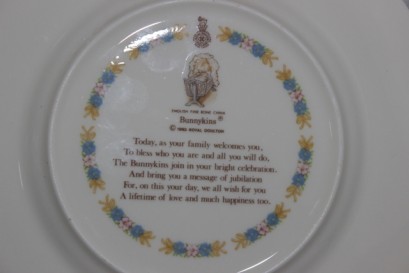 ENGLISH FINE BONE CHINA
Bunnykins®
© 1983 ROYAL DOULTON
Today, as your family welcomes you,
To bless who you are and all you will do,
The Bunnykins join in your bright celebration.
And bring you a message of jubilation
For, on this your day, we all wish for you
A lifetime of love and much happiness too.